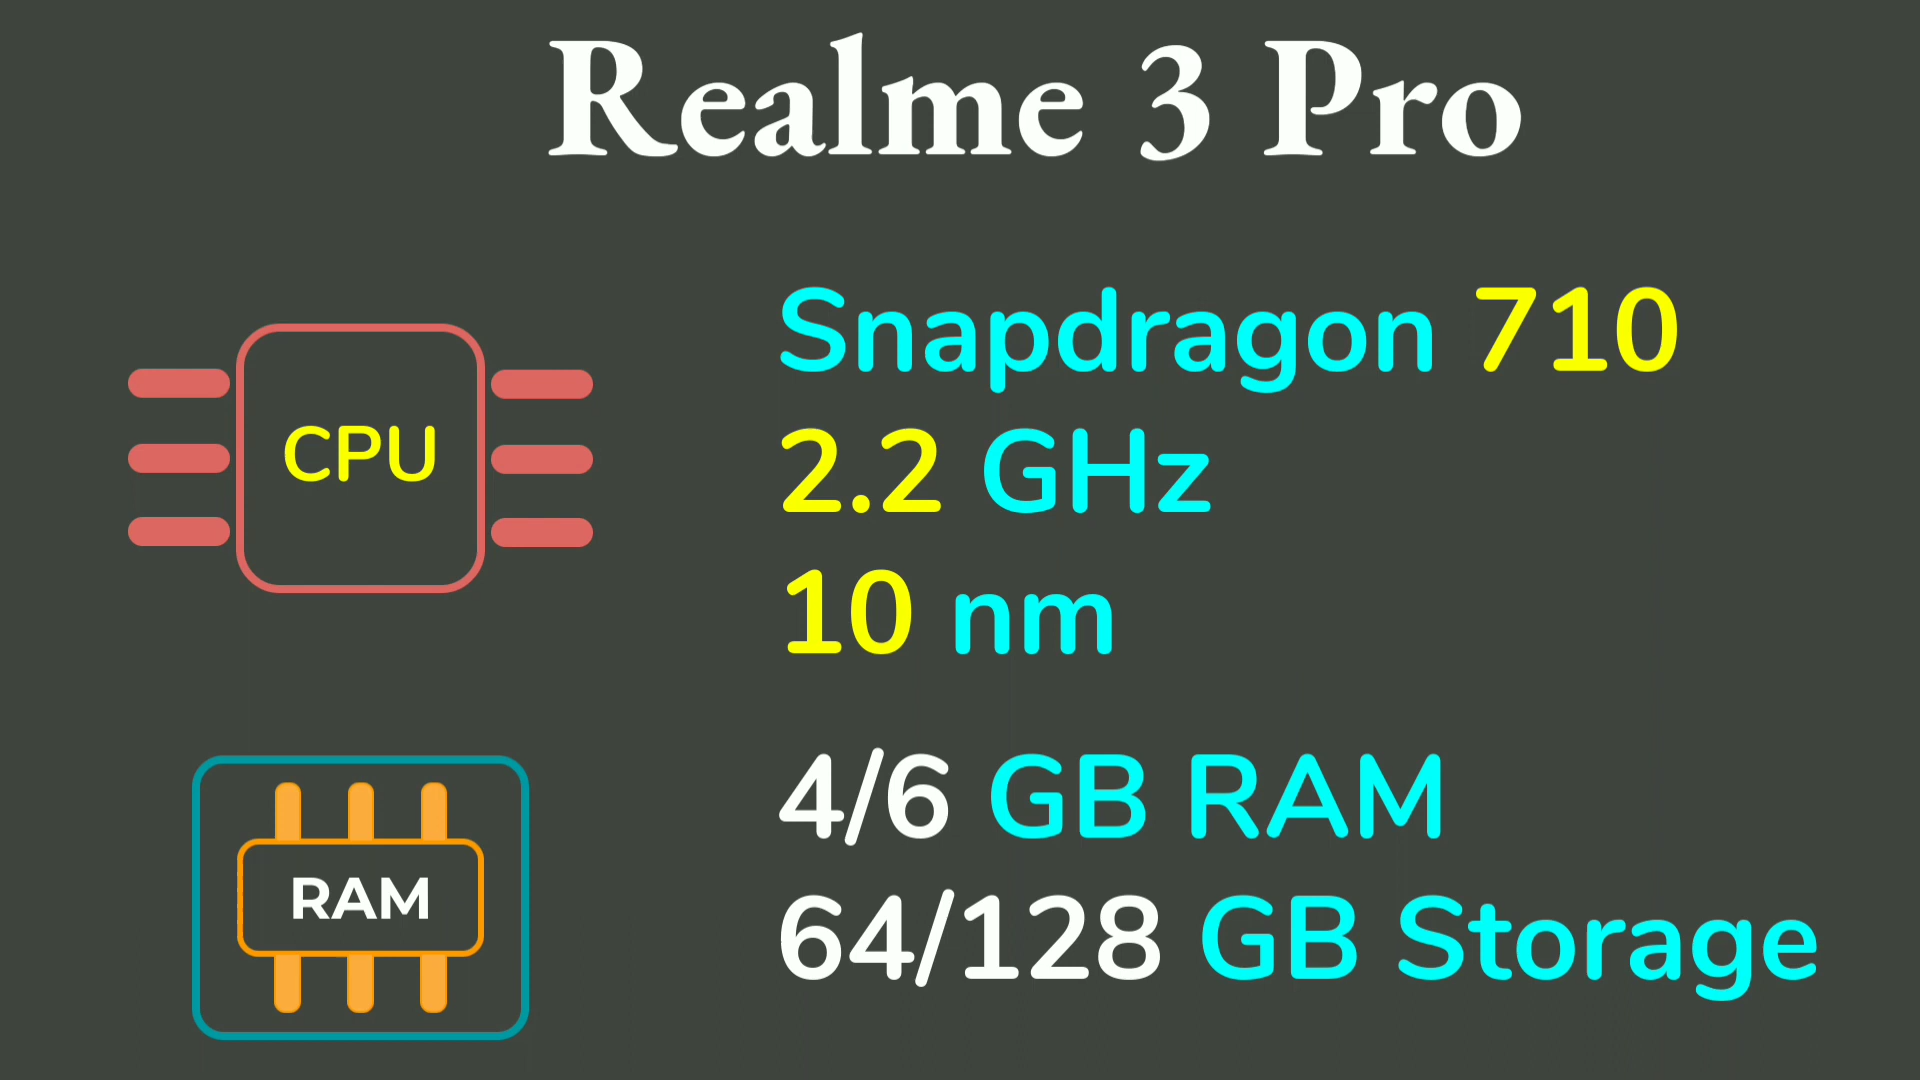 Realme 3 Pro
CPU
Snapdragon 710
2.2 GHz
10 nm
RAM
4/6 GB RAM
64/128 GB Storage